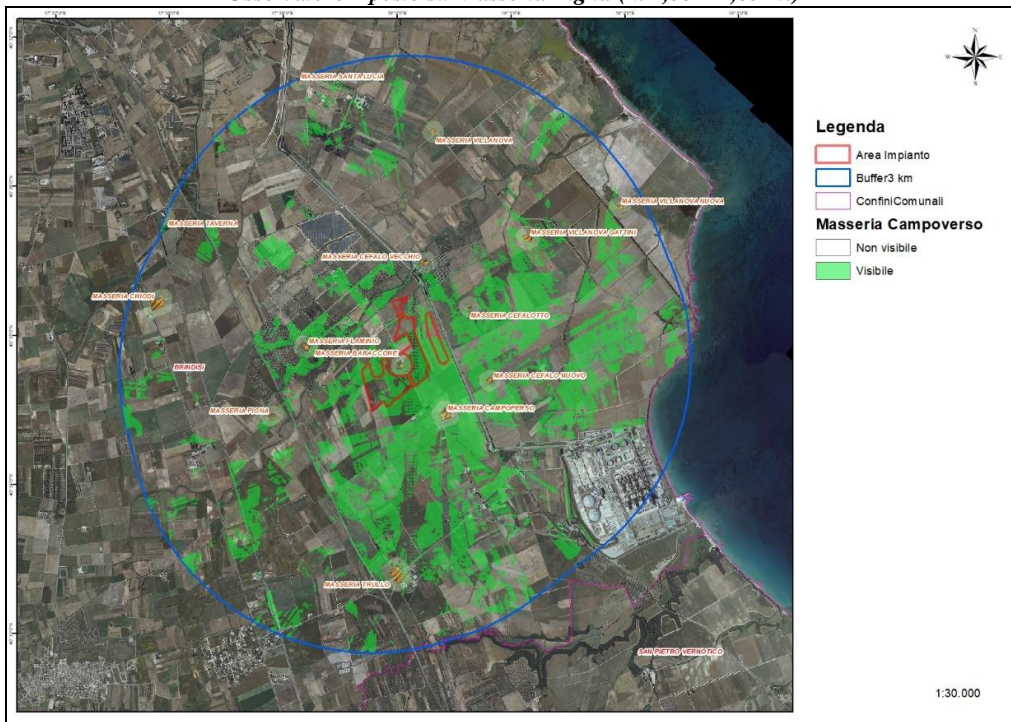 MASSERIA SANTA LUCIA
MASSERIA VILLANOVA
MASSERIA VILLANOVA NUOVA
MASSERIA TAVERNA
MASSERIA VILLANOVA GATTINI
MASSERIA CEFALO VECCHIO
MASSERIA CHIODI
MASSERIA CEFALOTTO
MASSERIA FLAMINIO
MASSERIA BARACCONE
BRINDISI
MASSERIA CEFALO NUOVO
MASSERIA PIGNA
MASSERIA CAMPOPERSO
MASSERIA TRULLO
SAN PIETRO VERNOTICO
N
W
E
S
Legenda
Area Impianto
Buffer3 km
ConfiniComunali
Masseria Campoverso
Non visibile
Visibile
1:30.000